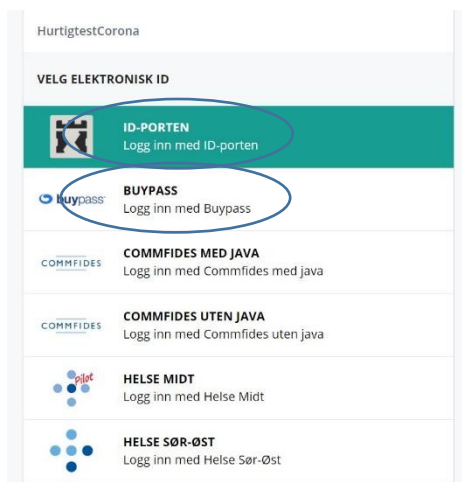 HurtigtestCorona
VELG ELEKTRONISK ID
ID-PORTEN
Logg inn med ID-porten
buypass
BUYPASS
Logg inn med Buypass
COMMFIDES
COMMFIDES MED JAVA
Logg inn med Commfides med java
COMMFIDES
COMMFIDES UTEN JAVA
Logg inn med Commfides uten java
Pilot
HELSE MIDT
Logg inn med Helse Midt
HELSE SØR-ØST
Logg inn med Helse Sør-Øst